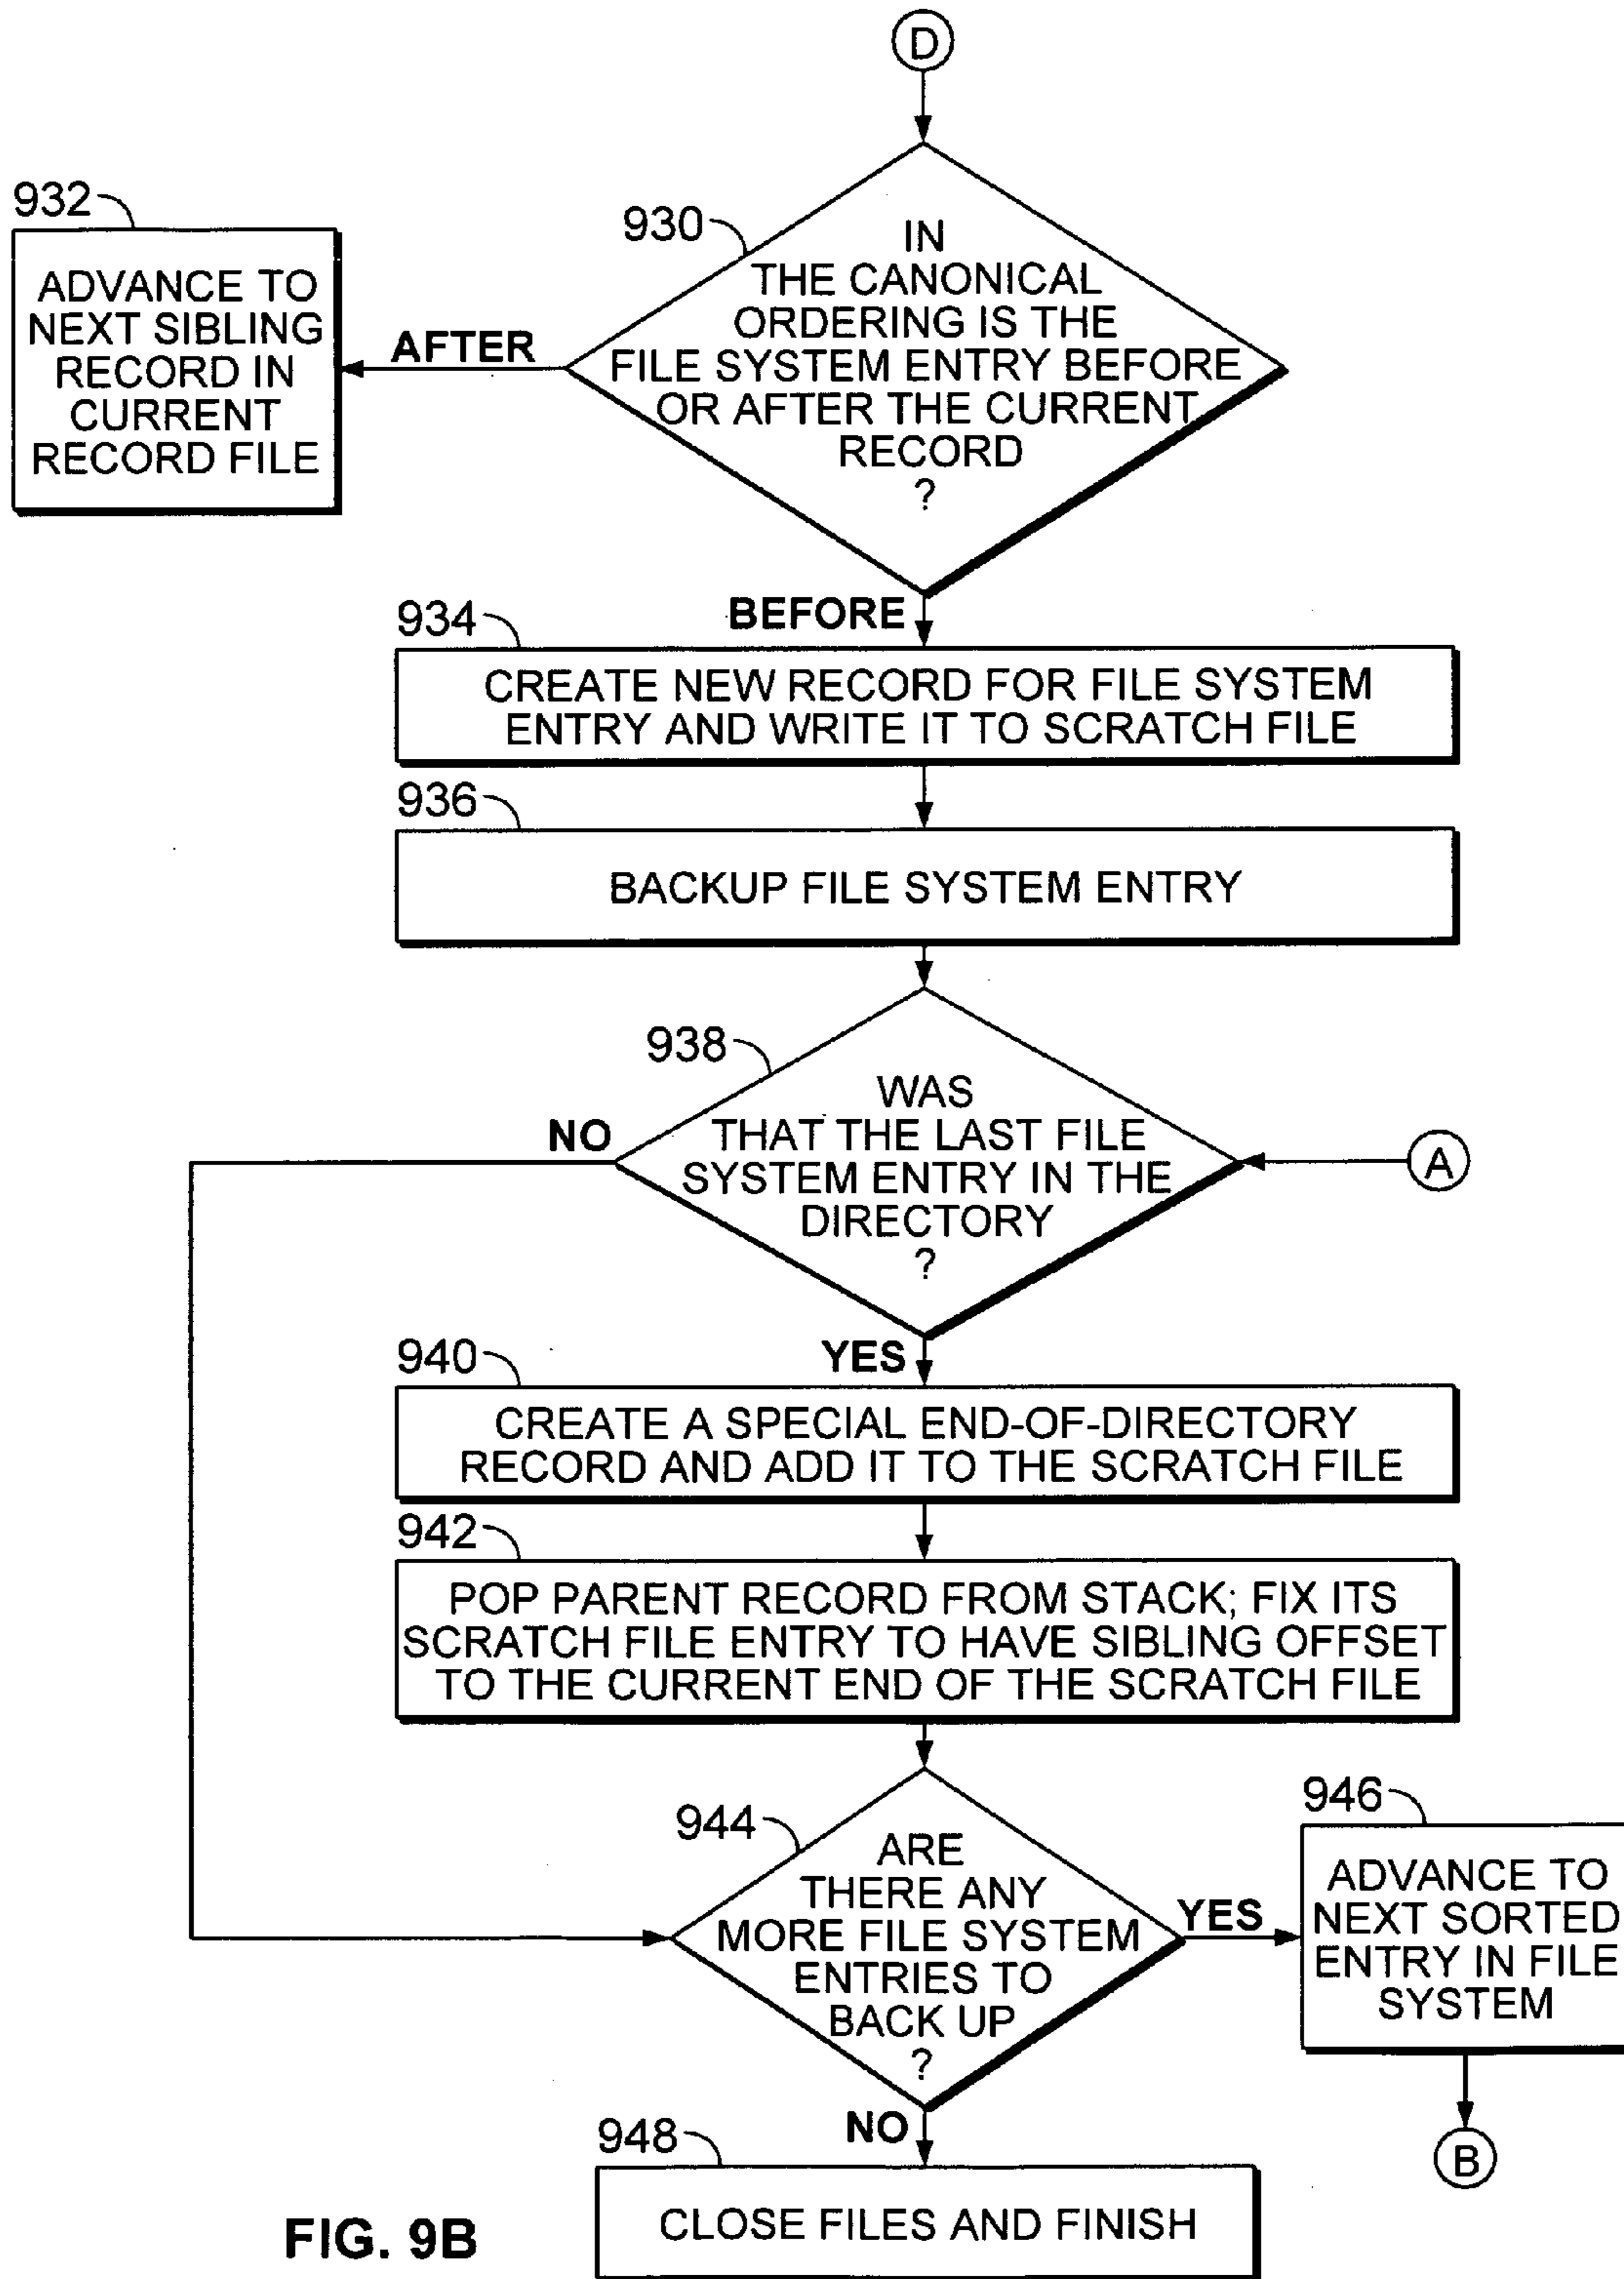 D
932
ADVANCE TO
NEXT SIBLING
RECORD IN
CURRENT
RECORD FILE
AFTER
930
IN
THE CANONICAL
ORDERING IS THE
FILE SYSTEM ENTRY BEFORE
OR AFTER THE CURRENT
RECORD
?
BEFORE
934
CREATE NEW RECORD FOR FILE SYSTEM
ENTRY AND WRITE IT TO SCRATCH FILE
936
BACKUP FILE SYSTEM ENTRY
938
WAS
THAT THE LAST FILE
SYSTEM ENTRY IN THE
DIRECTORY
?
NO
A
YES
940
CREATE A SPECIAL END-OF-DIRECTORY
RECORD AND ADD IT TO THE SCRATCH FILE
942
POP PARENT RECORD FROM STACK; FIX ITS
SCRATCH FILE ENTRY TO HAVE SIBLING OFFSET
TO THE CURRENT END OF THE SCRATCH FILE
944
ARE
THERE ANY
MORE FILE SYSTEM
ENTRIES TO
BACK UP
?
YES
946
ADVANCE TO
NEXT SORTED
ENTRY IN FILE
SYSTEM
B
NO
948
CLOSE FILES AND FINISH
FIG. 9B